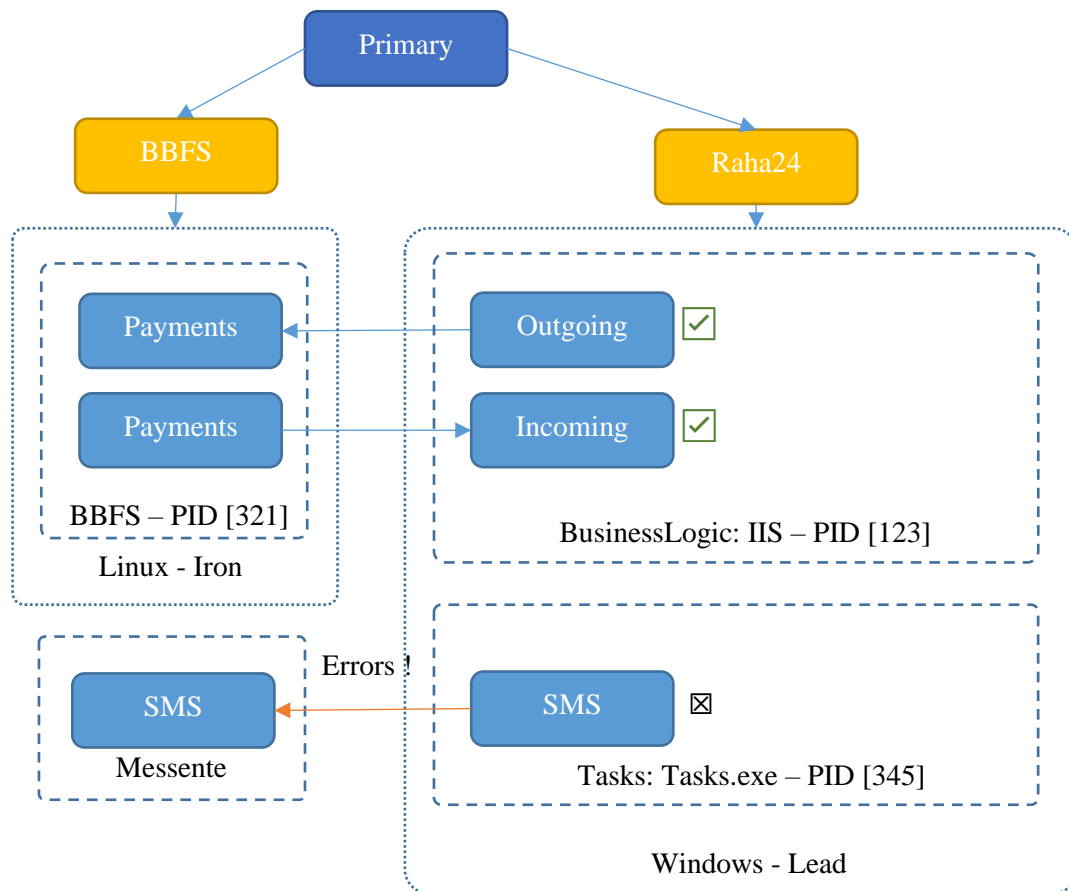 Primary
BBFS
Raha24
Payments
Outgoing
Payments
Incoming
BBFS – PID [321]
BusinessLogic: IIS – PID [123]
Linux - Iron
Errors !
SMS
SMS
Messente
Tasks: Tasks.exe – PID [345]
Windows - Lead